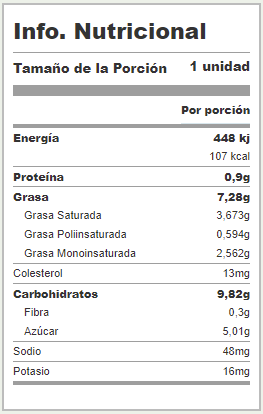 Info. Nutricional
Tamaño de la Porción 1 unidad
Por porción
Energía 448 kj
107 kcal
Proteína 0,9g
Grasa 7,28g
Grasa Saturada 3,673g
Grasa Poliinsaturada 0,594g
Grasa Monoinsaturada 2,562g
Colesterol 13mg
Carbohidratos 9,82g
Fibra 0,3g
Azúcar 5,01g
Sodio 48mg
Potasio 16mg